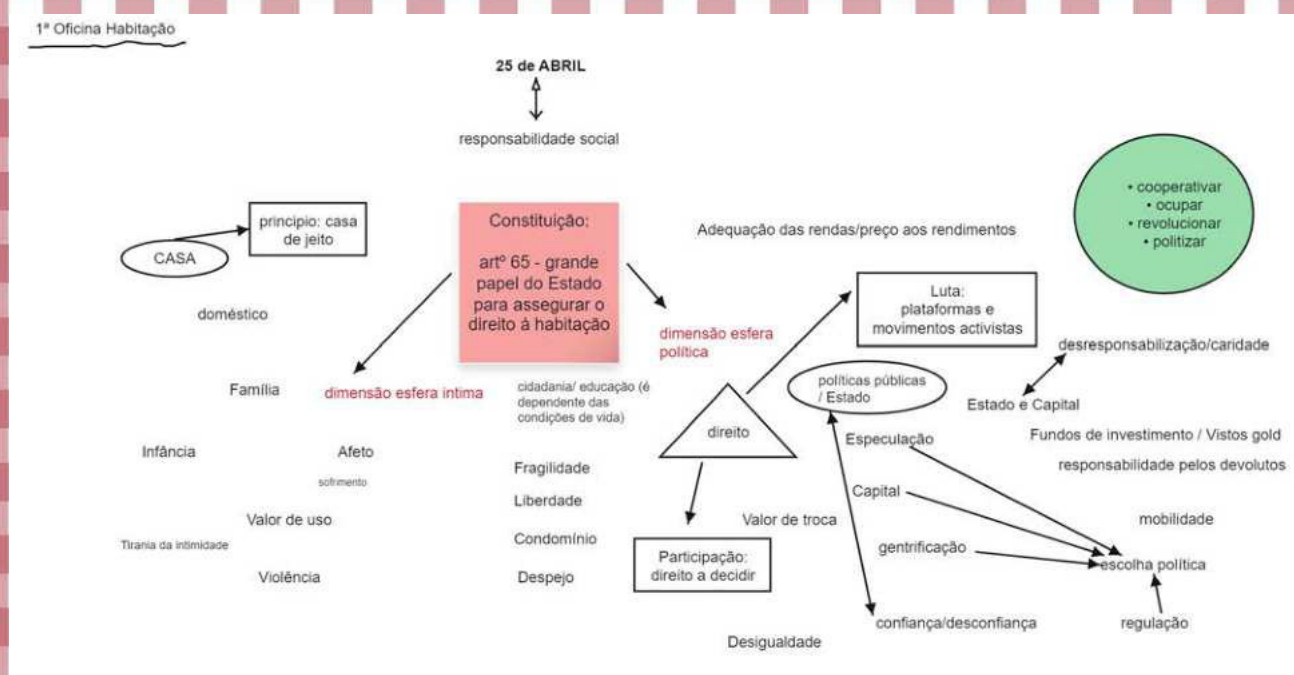 1ª Oficina Habitação
25 de ABRIL
responsabilidade social
CASA
principio: casa
de jeito
Constituição:
artº 65 - grande
papel do Estado
para assegurar o
direito á habitação
Adequação das rendas/preço aos rendimentos
• cooperativar
• ocupar
• revolucionar
• politizar
doméstico
Família
dimensão esfera intima
Infância
Afeto
sofrimento
Valor de uso
Tirania da intimidade
Violência
cidadania/ educação (é
dependente das
condições de vida)
Fragilidade
Liberdade
Condomínio
Despejo
dimensão esfera
política
direito
Luta:
plataformas e
movimentos activistas
Participação:
direito a decidir
políticas públicas
/ Estado
desresponsabilização/caridade
Estado e Capital
Especulação
Fundos de investimento / Vistos gold
responsabilidade pelos devolutos
Capital
Valor de troca
mobilidade
gentrificação
escolha política
confiança/desconfiança
regulação
Desigualdade